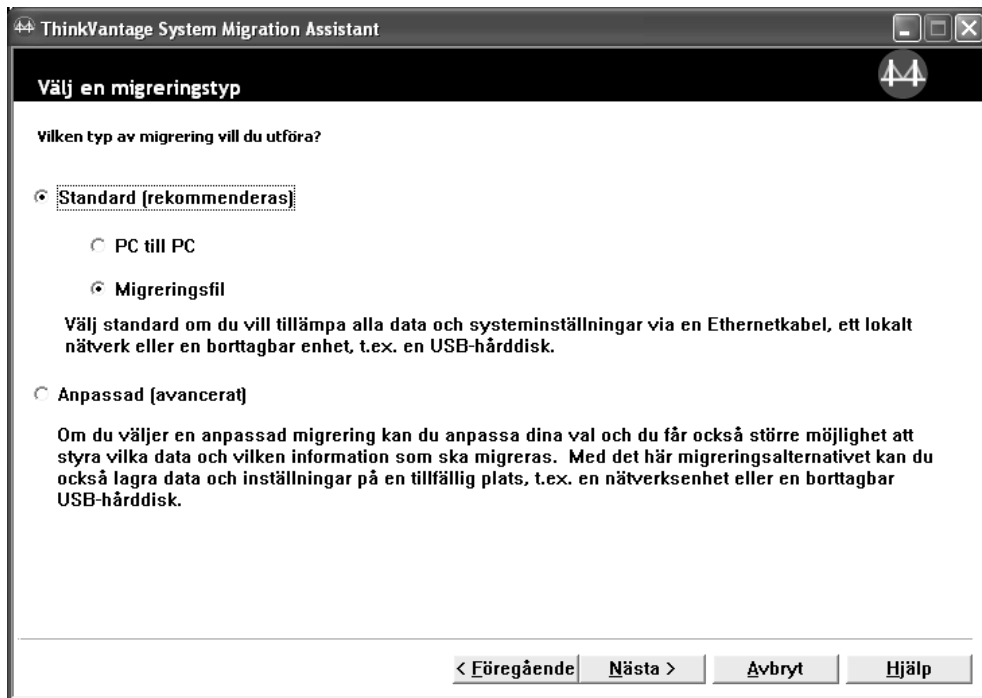 ThinkVantage System Migration Assistant
Välj en migreringstyp
Vilken typ av migrering vill du utföra?
Standard (rekommenderas)
PC till PC
Migreringsfil
Välj standard om du vill tillämpa alla data och systeminställningar via en Ethernetkabel, ett lokalt
nätverk eller en borttagbar enhet, t.ex. en USB-hårddisk.
Anpassad (avancerat)
Om du väljer en anpassad migrering kan du anpassa dina val och du får också större möjlighet att
styra vilka data och vilken information som ska migreras. Med det här migreringsalternativet kan du
också lagra data och inställningar på en tillfällig plats, t.ex. en nätverksenhet eller en borttagbar
USB-hårddisk.
< Föregående Nästa > Avbryt Hjälp